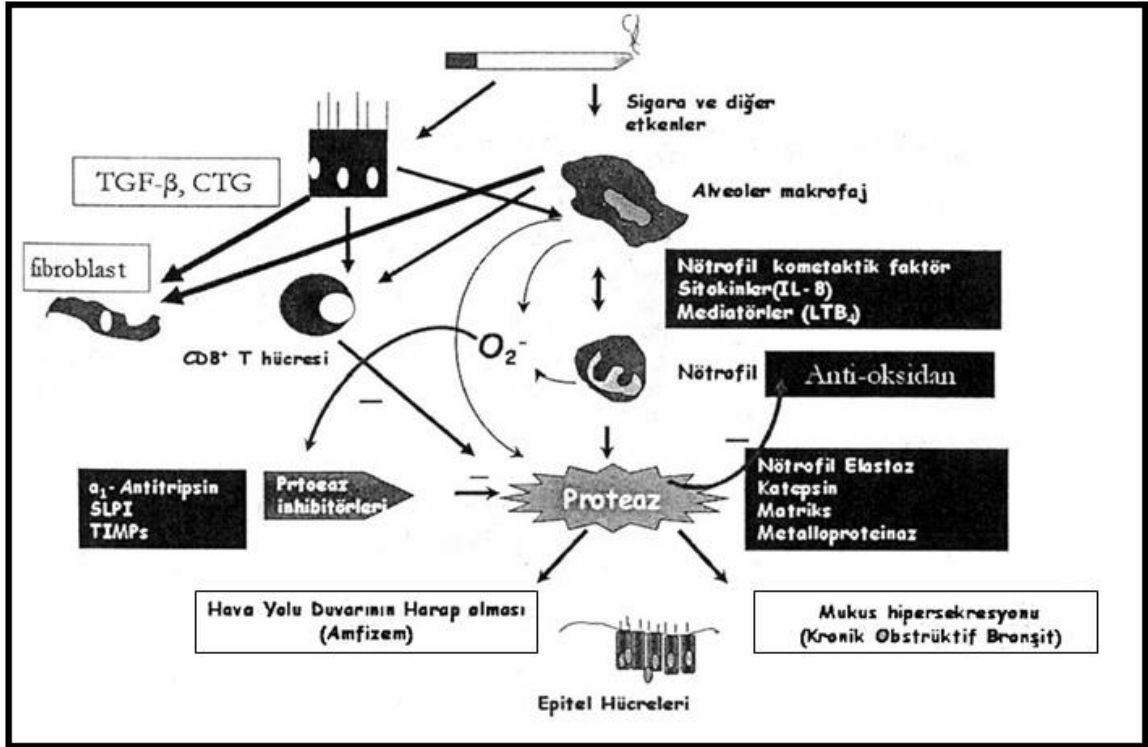 Sigara ve diğer
etkenler
TGF-β, CTG
Alveoler makrofaj
fibroblast
Nötrofil kometaktik faktör
Sitokinler(IL-8)
Mediatörler (LTB₄)
CD8⁺ T hücresi
O₂⁻
Nötrofil
Anti-oksidan
–
–
–
α₁-Antitripsin
SLPI
TIMPs
Prtoeaz
inhibitörleri
Proteaz
Nötrofil Elastaz
Katepsin
Matriks
Metalloproteinaz
Hava Yolu Duvarının Harap olması
(Amfizem)
Mukus hipersekresyonu
(Kronik Obstrüktif Bronşit)
Epitel Hücreleri